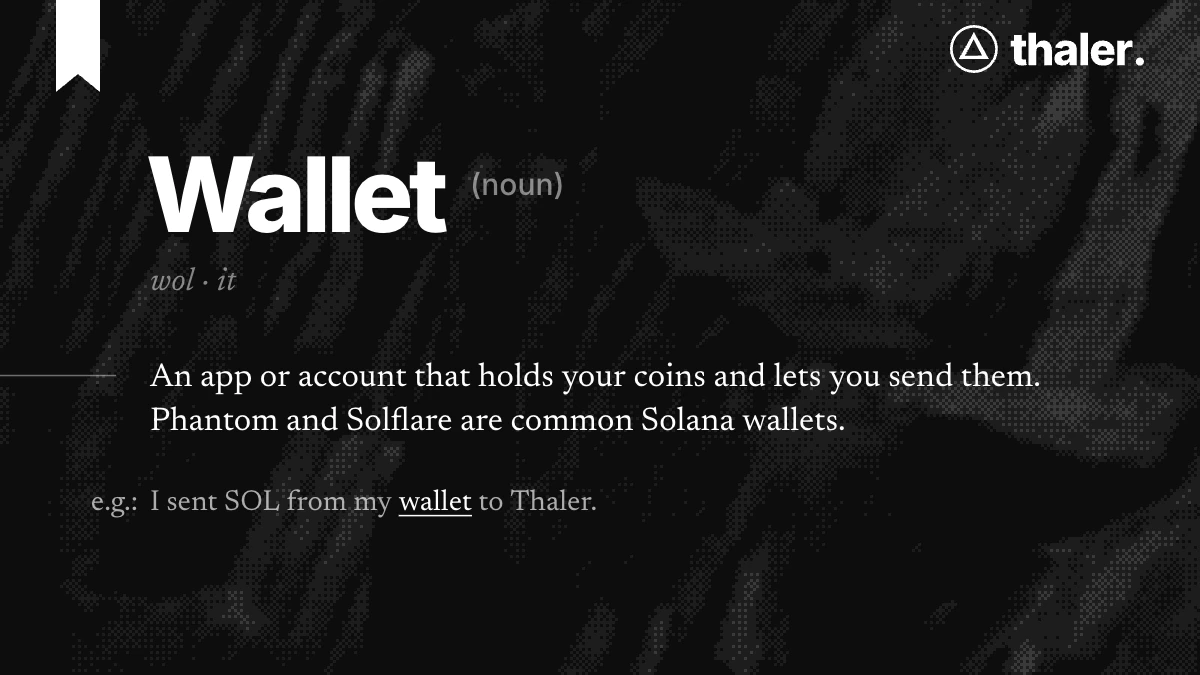 thaler.
Wallet (noun)
wol · it
An app or account that holds your coins and lets you send them.
Phantom and Solflare are common Solana wallets.
e.g.: I sent SOL from my wallet to Thaler.